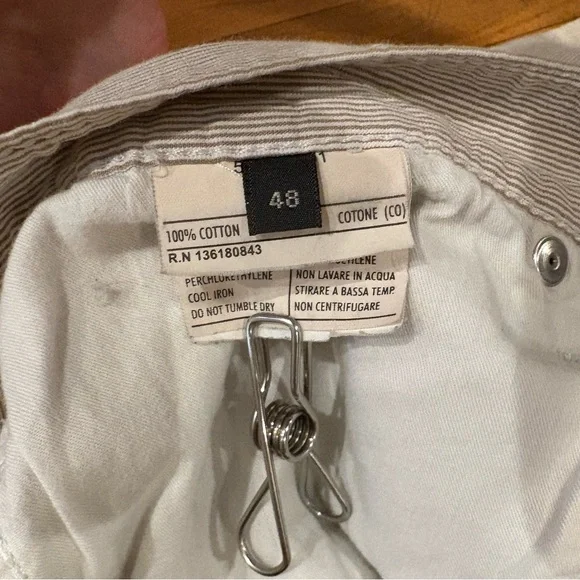 48
100% COTTON
COTONE (CO)
R.N 136180843
PERCHLORETHYLENE
COOL IRON
DO NOT TUMBLE DRY
NON LAVARE IN ACQUA
STIRARE A BASSA TEMP.
NON CENTRIFUGARE